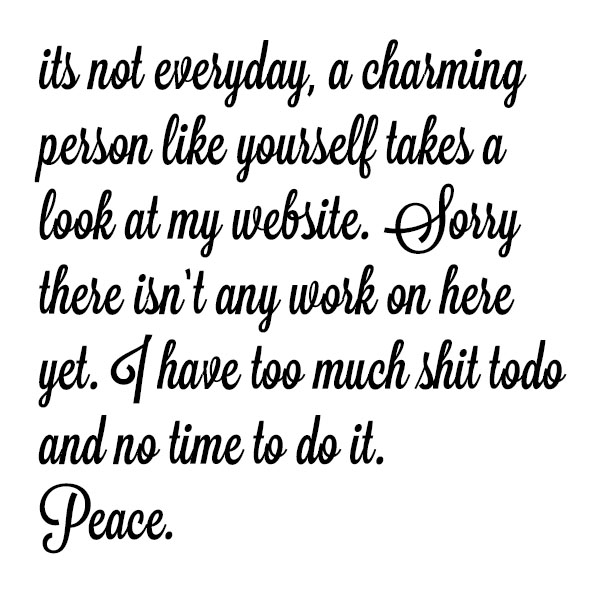 its not everyday, a charming
person like yourself takes a
look at my website. Sorry
there isn't any work on here
yet. I have too much shit todo
and no time to do it.
Peace.